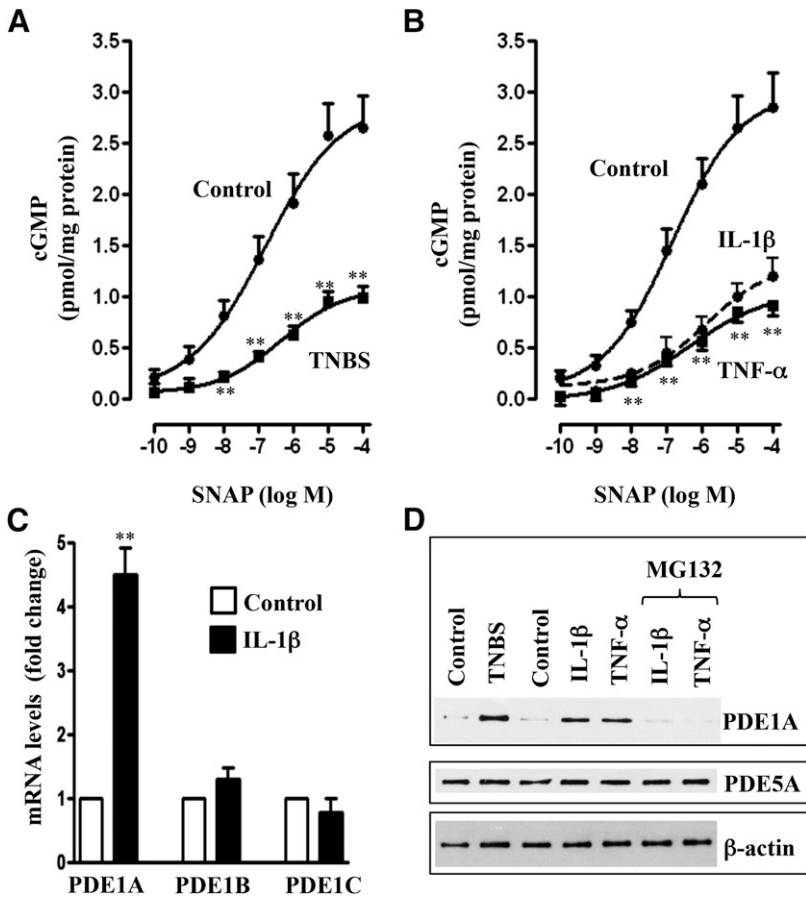 A
3.5
3.0
2.5
2.0
1.5
1.0
0.5
0.0
cGMP
(pmol/mg protein)
Control
TNBS
**
**
**
**
**
-10 -9 -8 -7 -6 -5 -4
SNAP (log M)
B
3.5
3.0
2.5
2.0
1.5
1.0
0.5
0.0
cGMP
(pmol/mg protein)
Control
IL-1β
TNF-α
**
**
**
**
**
-10 -9 -8 -7 -6 -5 -4
SNAP (log M)
C
5
4
3
2
1
0
mRNA levels (fold change)
**
Control
IL-1β
PDE1A PDE1B PDE1C
D
MG132
Control TNBS Control IL-1β TNF-α IL-1β TNF-α
PDE1A
PDE5A
β-actin